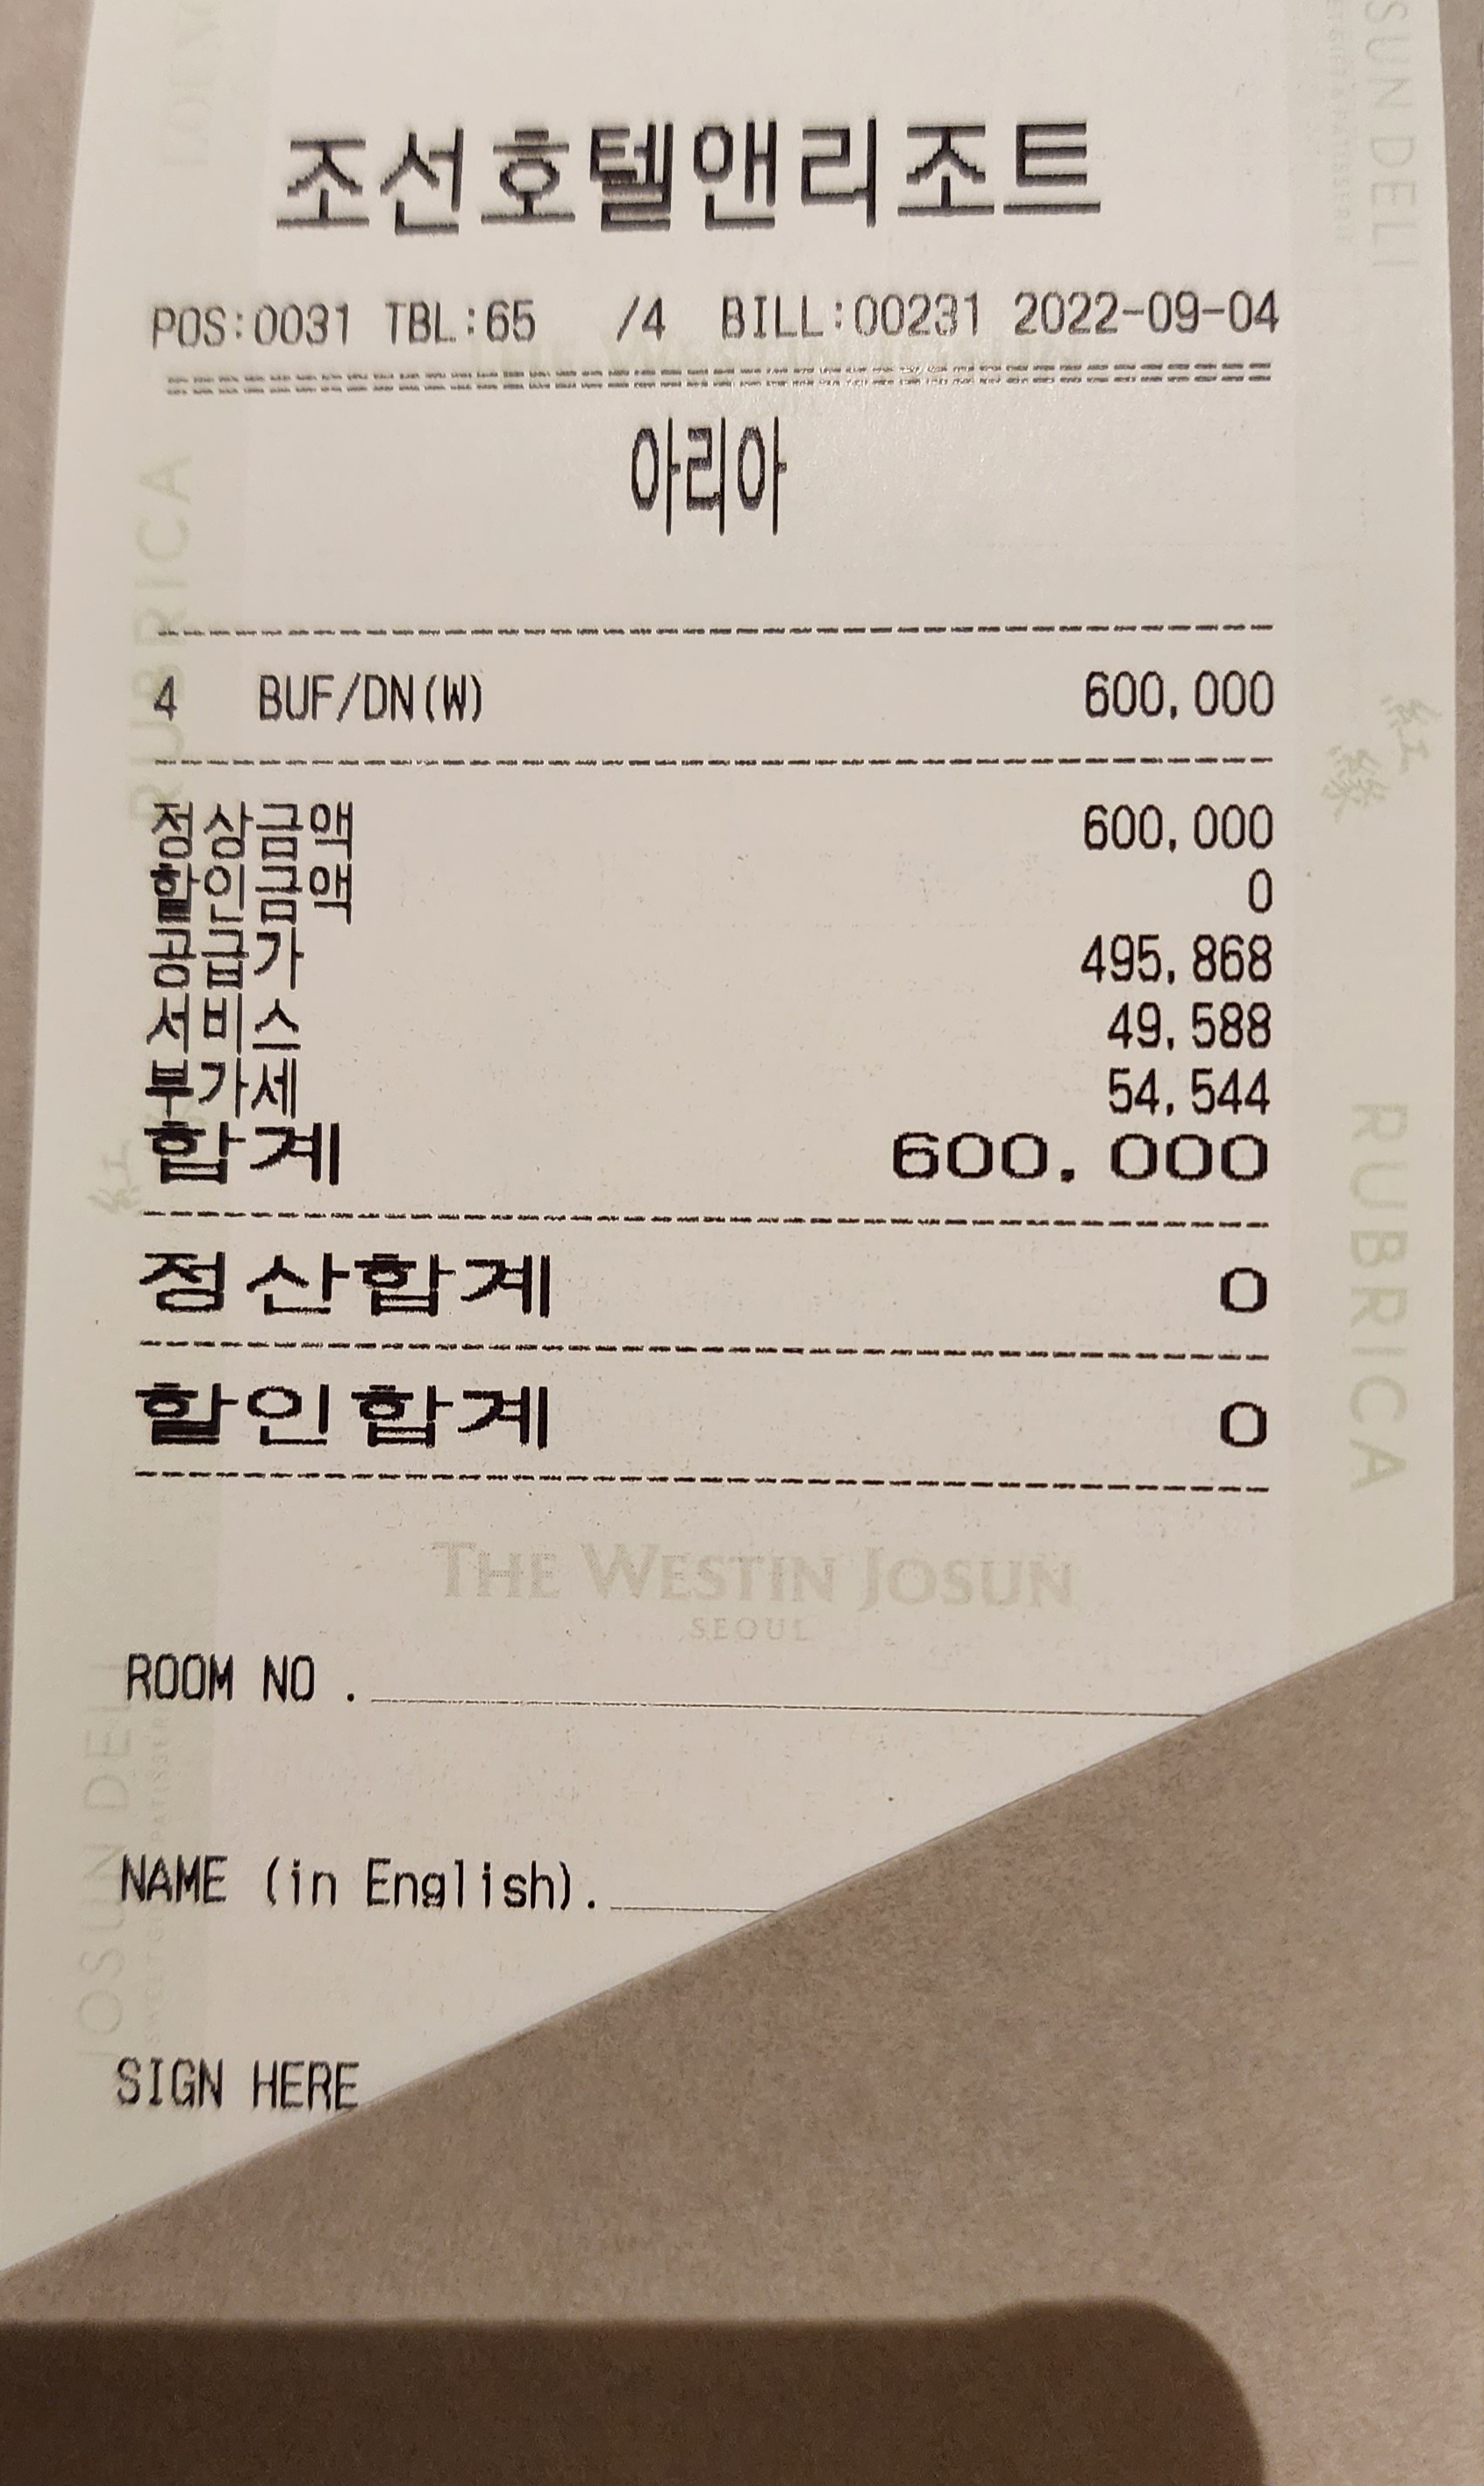 조선호텔앤리조트
POS:0031 TBL:65 /4 BILL:00231 2022-09-04
아리아
4 BUF/DN(W) 600,000
정상금액 600,000
할인금액 0
공급가 495,868
서비스 49,588
부가세 54,544
합계 600,000
정산합계 0
할인합계 0
THE WESTIN JOSUN
SEOUL
ROOM NO .
NAME (in English).
SIGN HERE
RUBRICA
JOSUN DELI
SUN DELI
RUBRICA